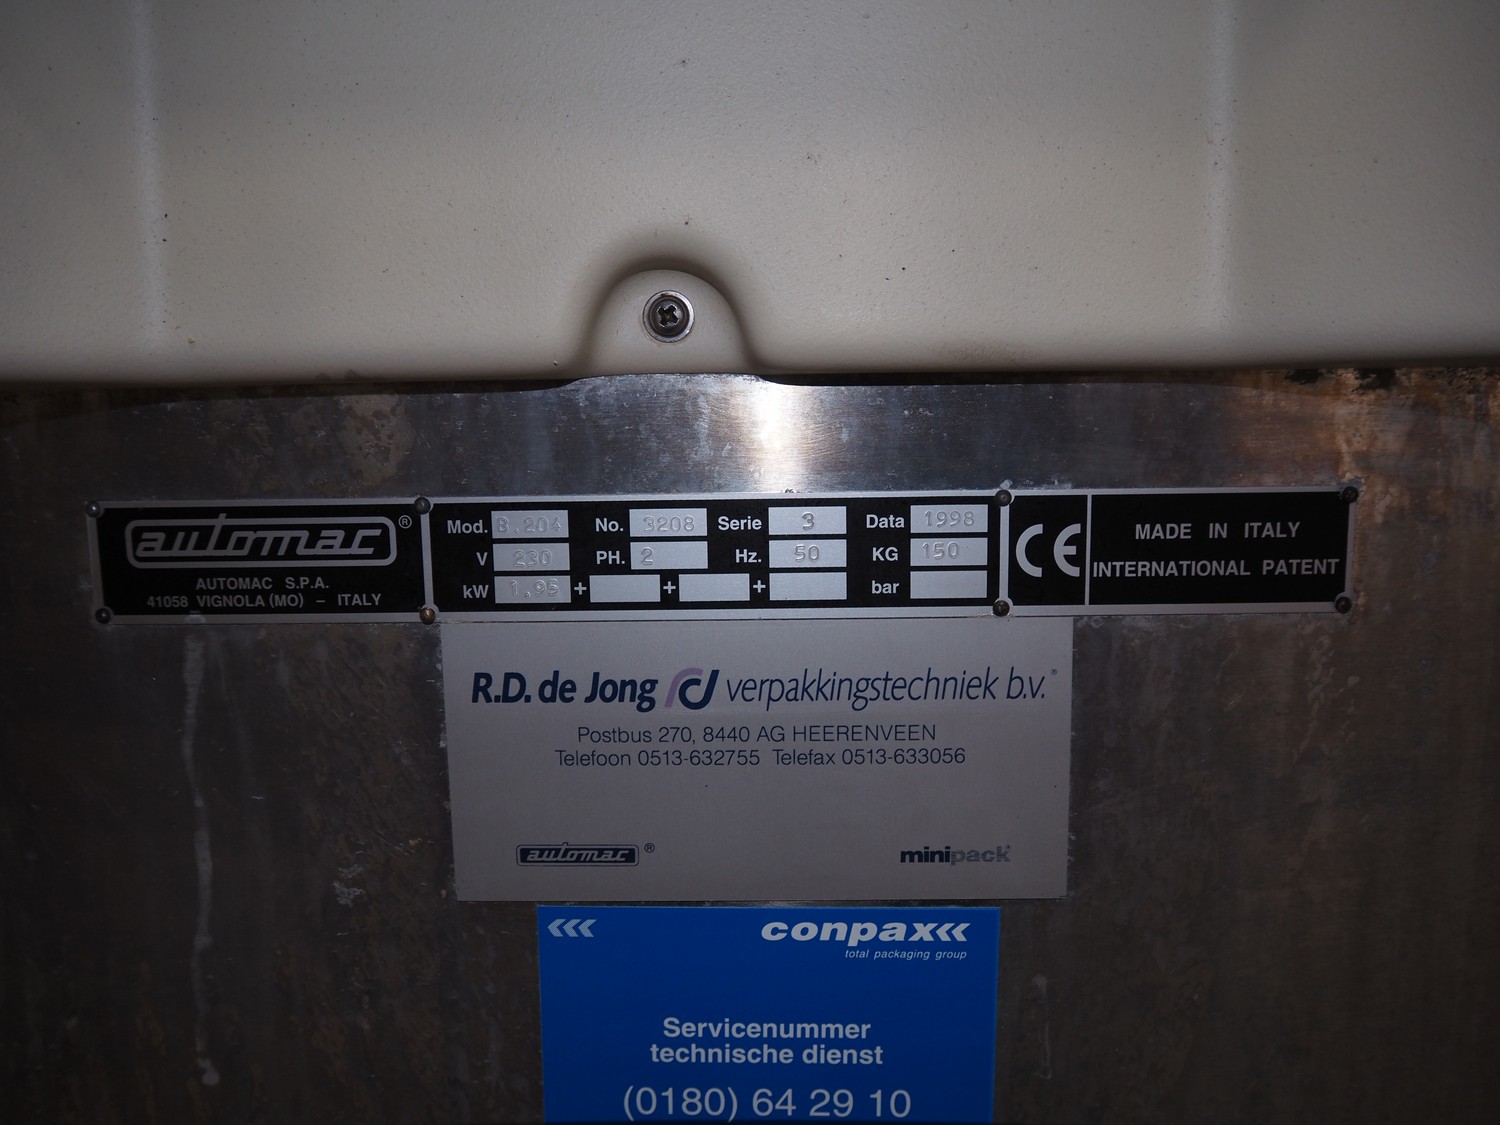 automac®
AUTOMAC S.P.A.
41058 VIGNOLA (MO) – ITALY
Mod. B.204 No. 3208 Serie 3 Data 1998
V 230 PH. 2 Hz. 50 KG 150
kW 1,95 + + + bar
CE
MADE IN ITALY
INTERNATIONAL PATENT
R.D. de Jong rd verpakkingstechniek b.v.®
Postbus 270, 8440 AG HEERENVEEN
Telefoon 0513-632755 Telefax 0513-633056
automac® minipack®
conpax
total packaging group
Servicenummer
technische dienst
(0180) 64 29 10